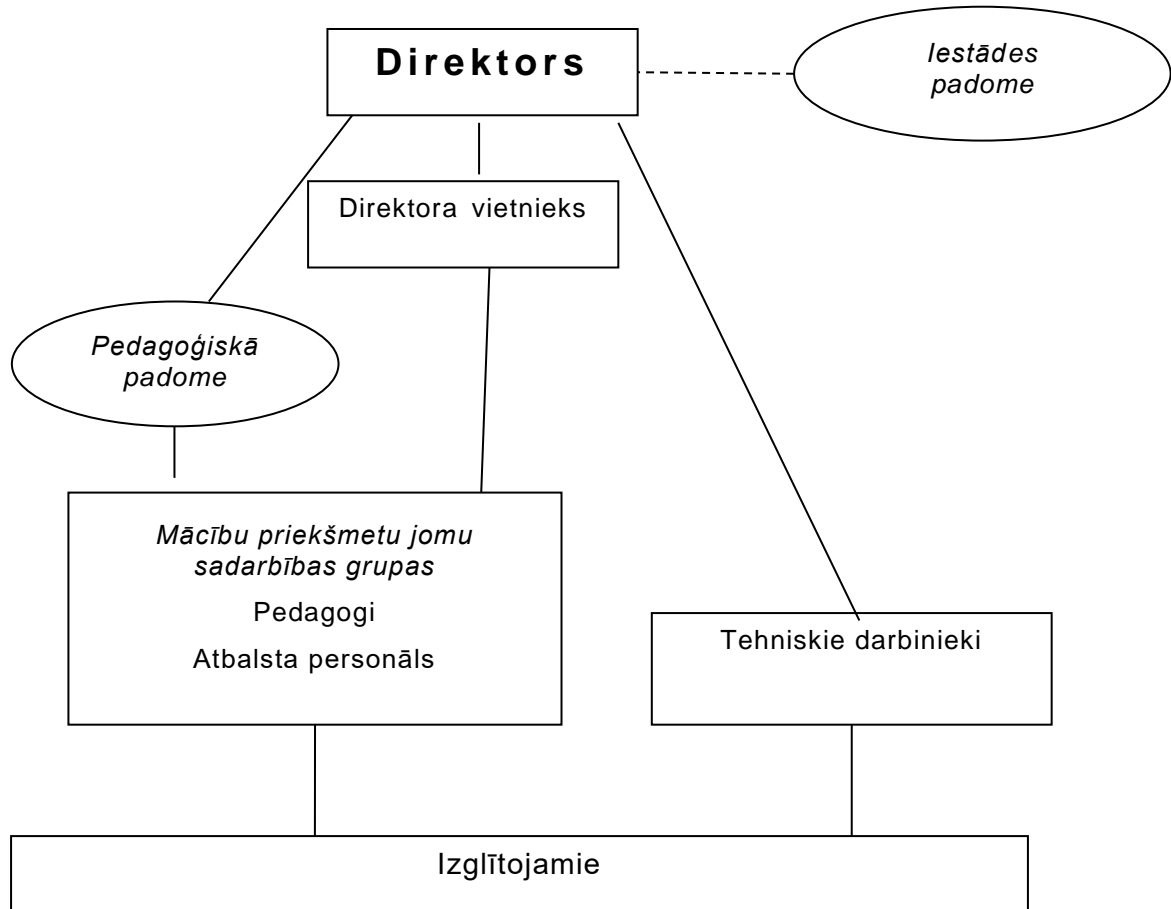 Direktors
Iestādes
padome
Direktora vietnieks
Pedagoģiskā
padome
Mācību priekšmetu jomu
sadarbības grupas
Pedagogi
Atbalsta personāls
Tehniskie darbinieki
Izglītojamie